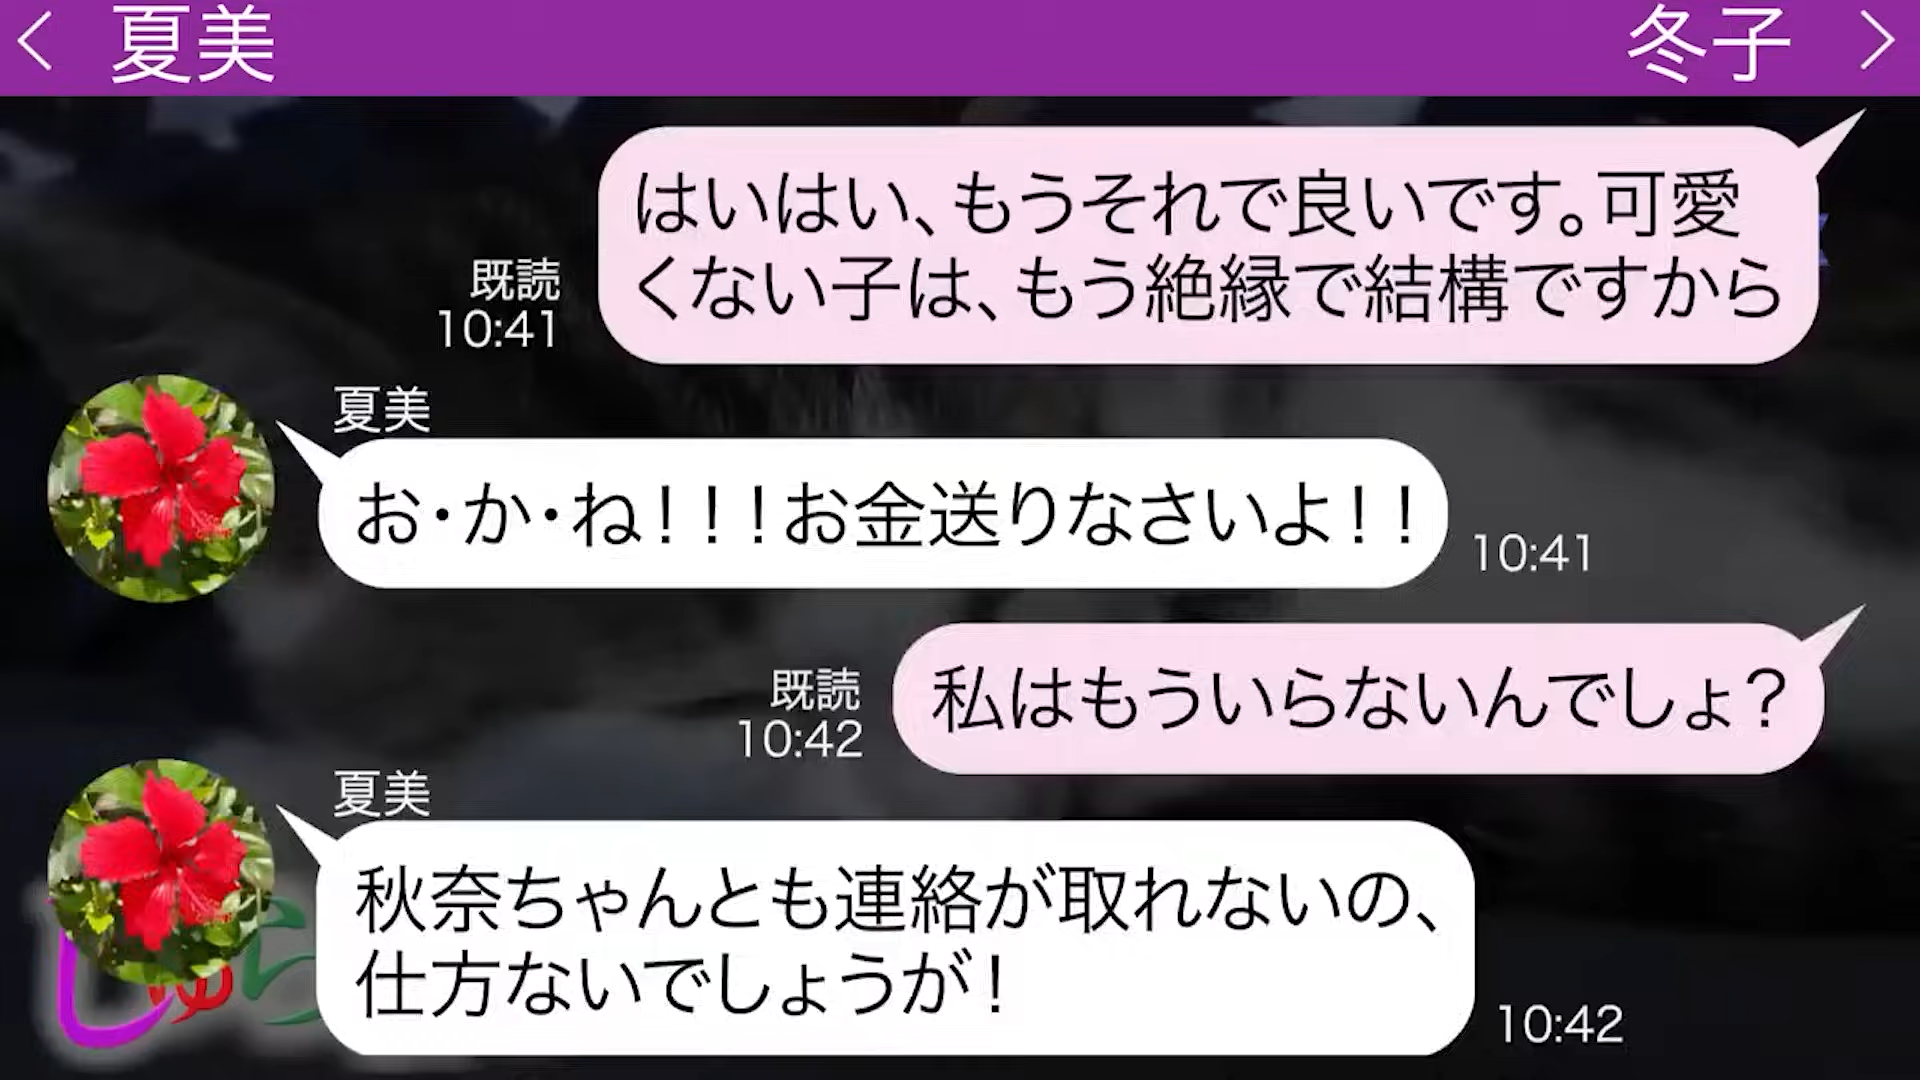 夏美
冬子
はいはい、もうそれで良いです。可愛
くない子は、もう絶縁で結構ですから
既読
10:41
夏美
お・か・ね！！！お金送りなさいよ！！
10:41
私はもういらないんでしょ？
既読
10:42
夏美
秋奈ちゃんとも連絡が取れないの、
仕方ないでしょうが！
10:42